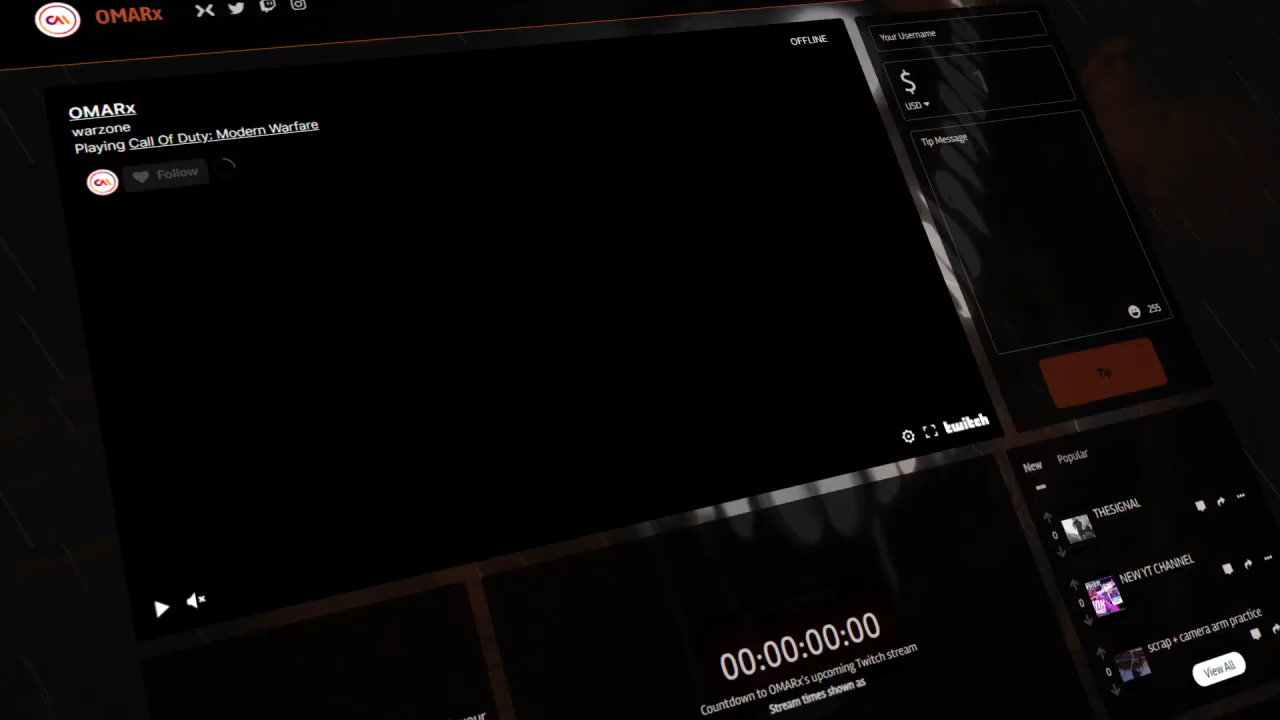 OMARx
OFFLINE
OMARx
warzone
Playing Call Of Duty: Modern Warfare
Follow
twitch
Your Username
$
USD
Tip Message
255
Tip
New
Popular
0
THESIGNAL
0
NEW YT CHANNEL
0
scrap + camera arm practice
View All
00:00:00:00
Countdown to OMARx's upcoming Twitch stream
Stream times shown as
your